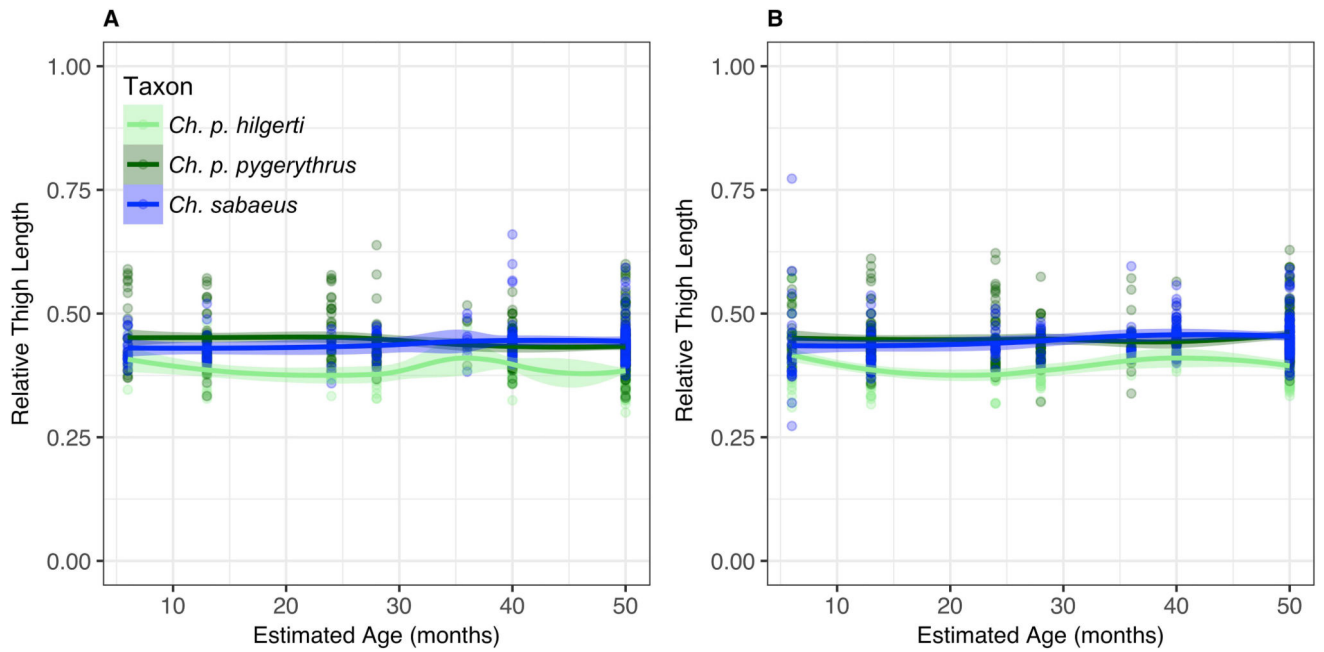 A
Taxon
Ch. p. hilgerti
Ch. p. pygerythrus
Ch. sabaeus
Relative Thigh Length
1.00
0.75
0.50
0.25
0.00
10 20 30 40 50
Estimated Age (months)
B
Relative Thigh Length
1.00
0.75
0.50
0.25
0.00
10 20 30 40 50
Estimated Age (months)